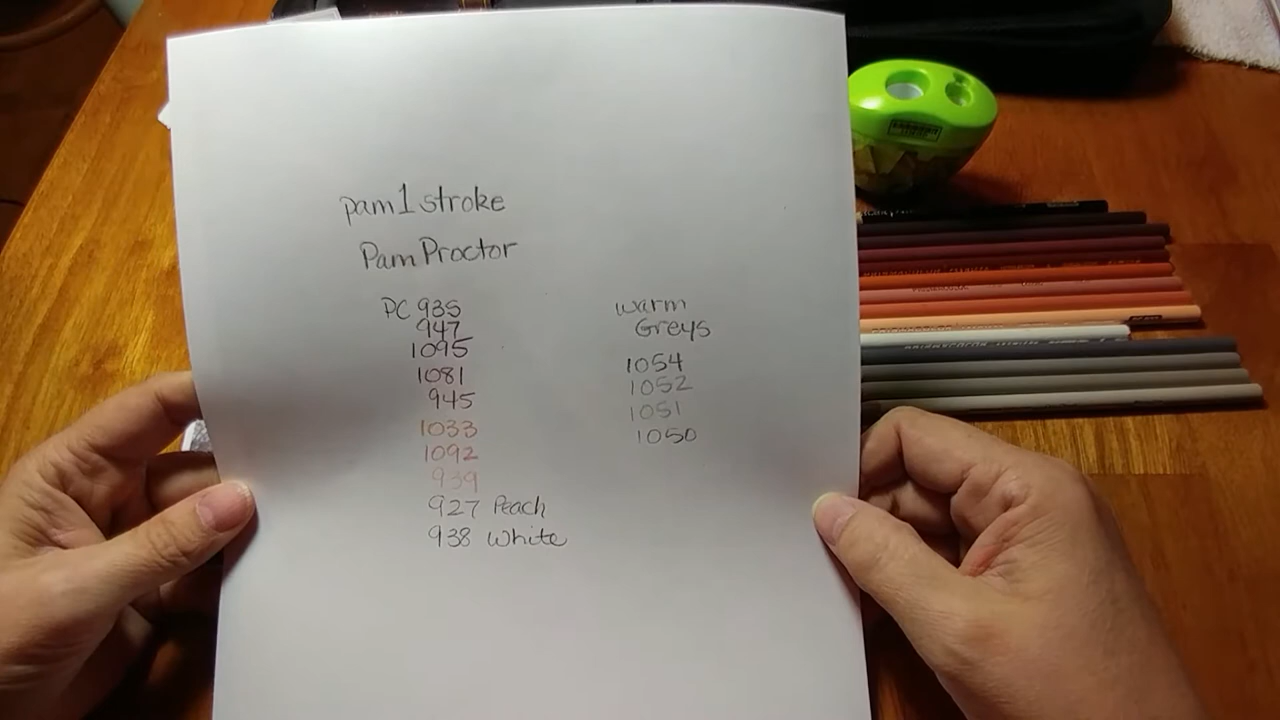 pam1stroke
Pam Proctor
PC 935
947
1095
1081
945
1033
1092
939
927 Peach
938 White
warm
Greys
1054
1052
1051
1050